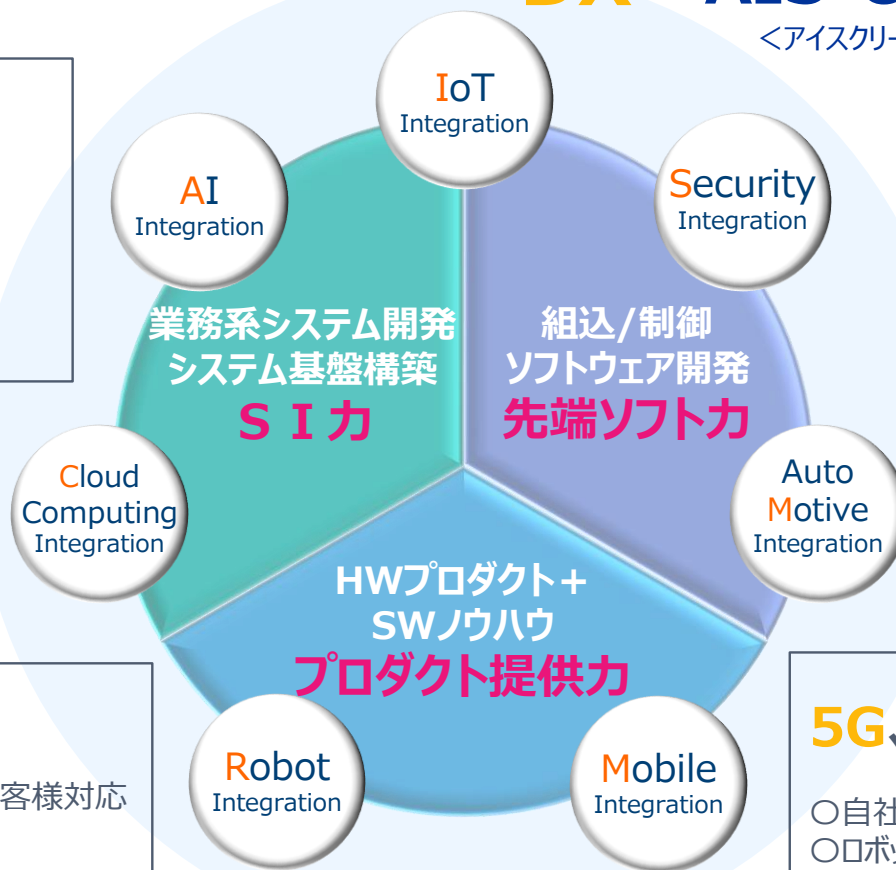 <アイスクリー
IoT
Integration
AI
Integration
Security
Integration
業務系システム開発
システム基盤構築
ＳＩ力
組込/制御
ソフトウェア開発
先端ソフト力
Cloud
Computing
Integration
Auto
Motive
Integration
HWプロダクト＋
SWノウハウ
プロダクト提供力
Robot
Integration
Mobile
Integration
客様対応
5G、
〇自社
〇ロボッ